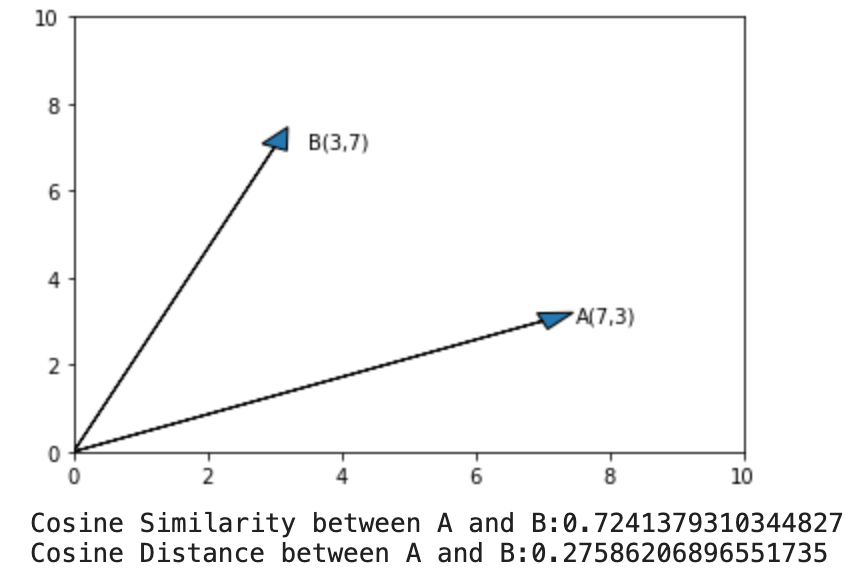 10
8
B(3,7)
6
4
A(7,3)
2
0
0 2 4 6 8 10
Cosine Similarity between A and B:0.7241379310344827
Cosine Distance between A and B:0.27586206896551735